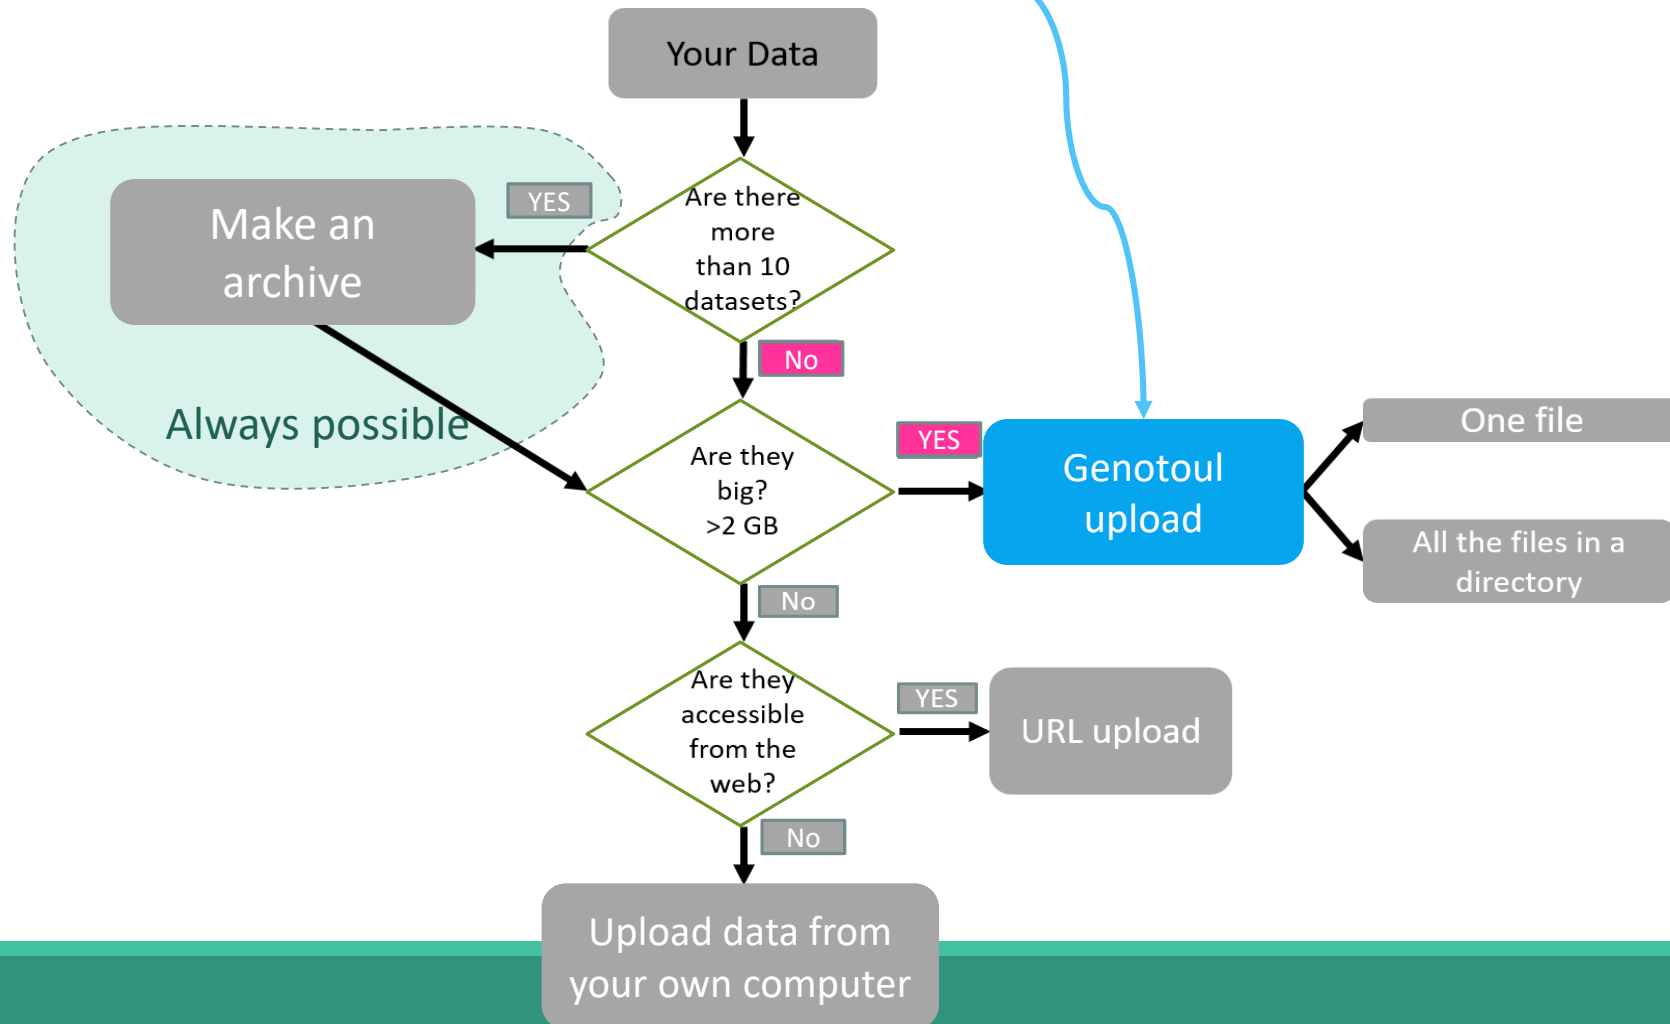 Your Data
Are there
more
than 10
datasets?
YES
Make an
archive
Always possible
No
Are they
big?
>2 GB
YES
Genotoul
upload
One file
All the files in a
directory
No
Are they
accessible
from the
web?
YES
URL upload
No
Upload data from
your own computer